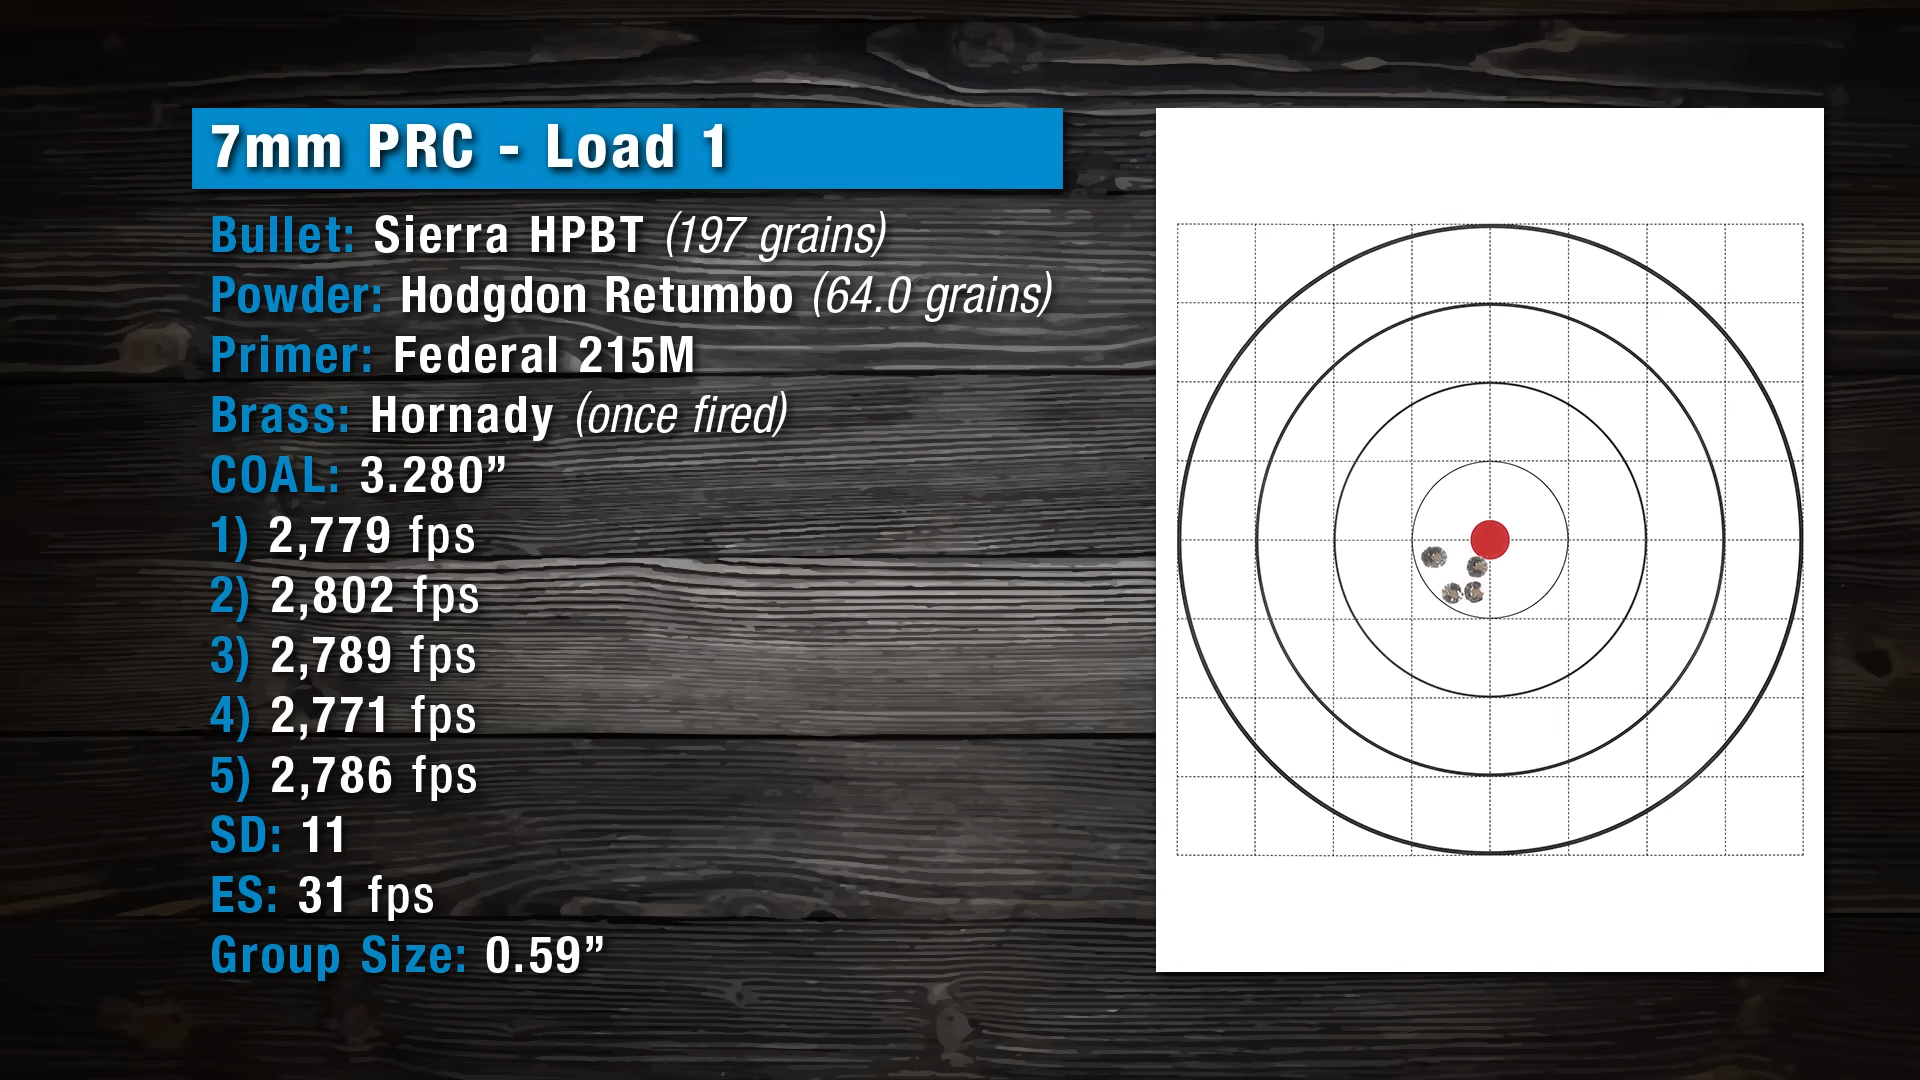 7mm PRC - Load 1
Bullet: Sierra HPBT (197 grains)
Powder: Hodgdon Retumbo (64.0 grains)
Primer: Federal 215M
Brass: Hornady (once fired)
COAL: 3.280”
1) 2,779 fps
2) 2,802 fps
3) 2,789 fps
4) 2,771 fps
5) 2,786 fps
SD: 11
ES: 31 fps
Group Size: 0.59”